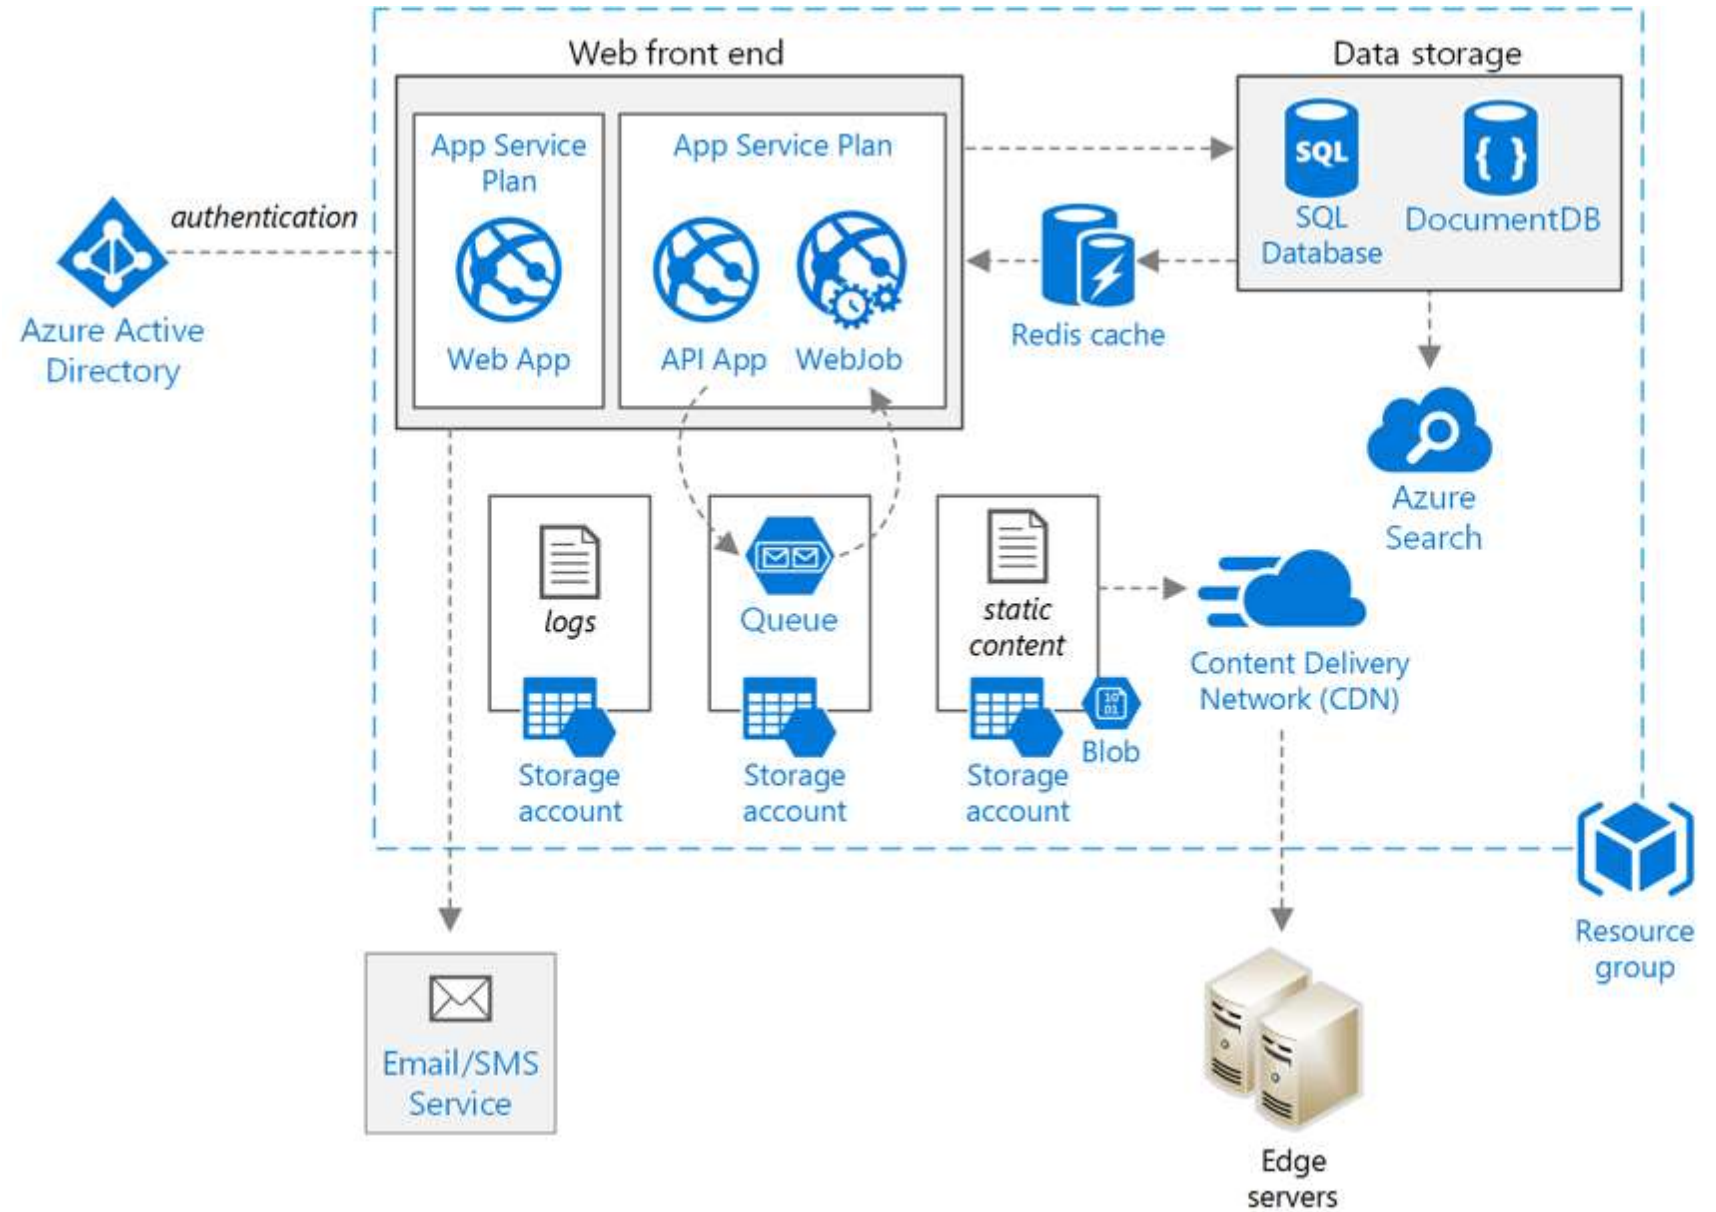 Web front end
Data storage
App Service
Plan
App Service Plan
SQL
authentication
SQL
Database
DocumentDB
Azure Active
Directory
Web App
API App
WebJob
Redis cache
Azure
Search
logs
Queue
static
content
Content Delivery
Network (CDN)
10
01
Blob
Storage
account
Storage
account
Storage
account
Resource
group
Email/SMS
Service
Edge
servers